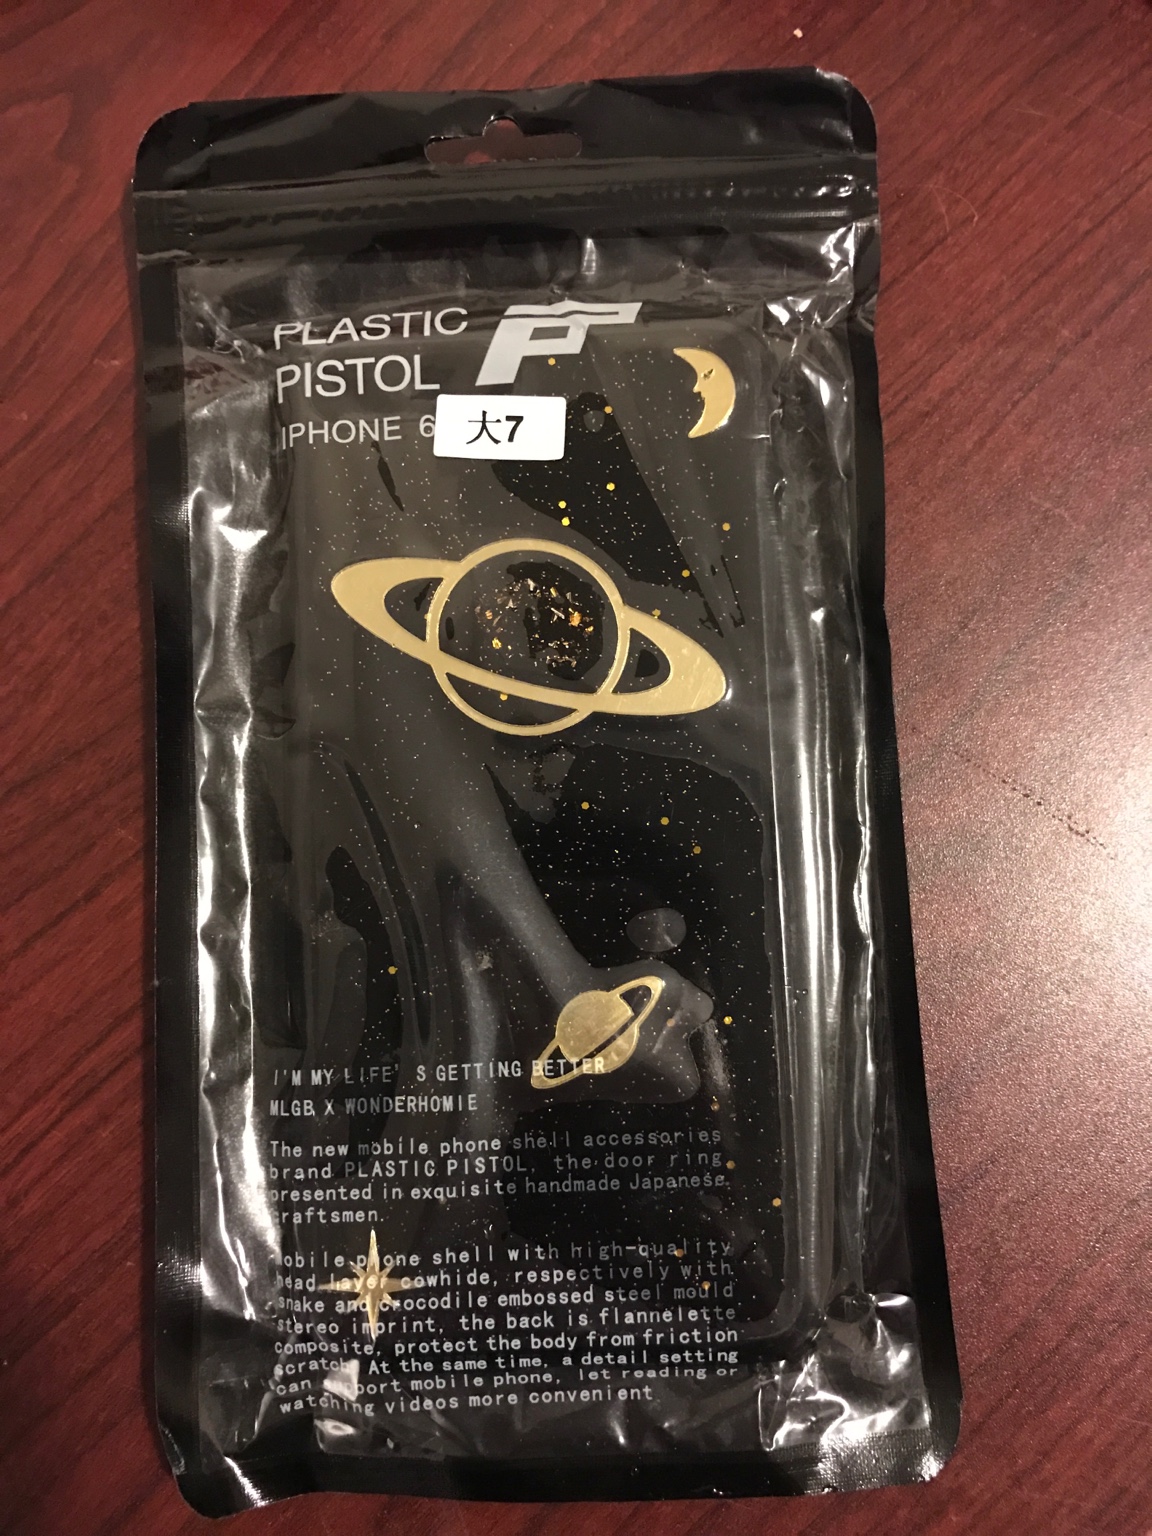 PLASTIC
PISTOL
IPHONE 6
大7
I'M MY LIFE' S GETTING BETTER
MLGB X WONDERHOMIE
The new mobile phone shell accessories
brand PLASTIC PISTOL, the door ring
presented in exquisite handmade Japanese
craftsmen.
mobile phone shell with high-quality
head layer cowhide, respectively with
snake and crocodile embossed steel mould
stereo imprint, the back is flannelette
composite, protect the body from friction
scratch. At the same time, a detail setting
can support mobile phone, let reading or
watching videos more convenient